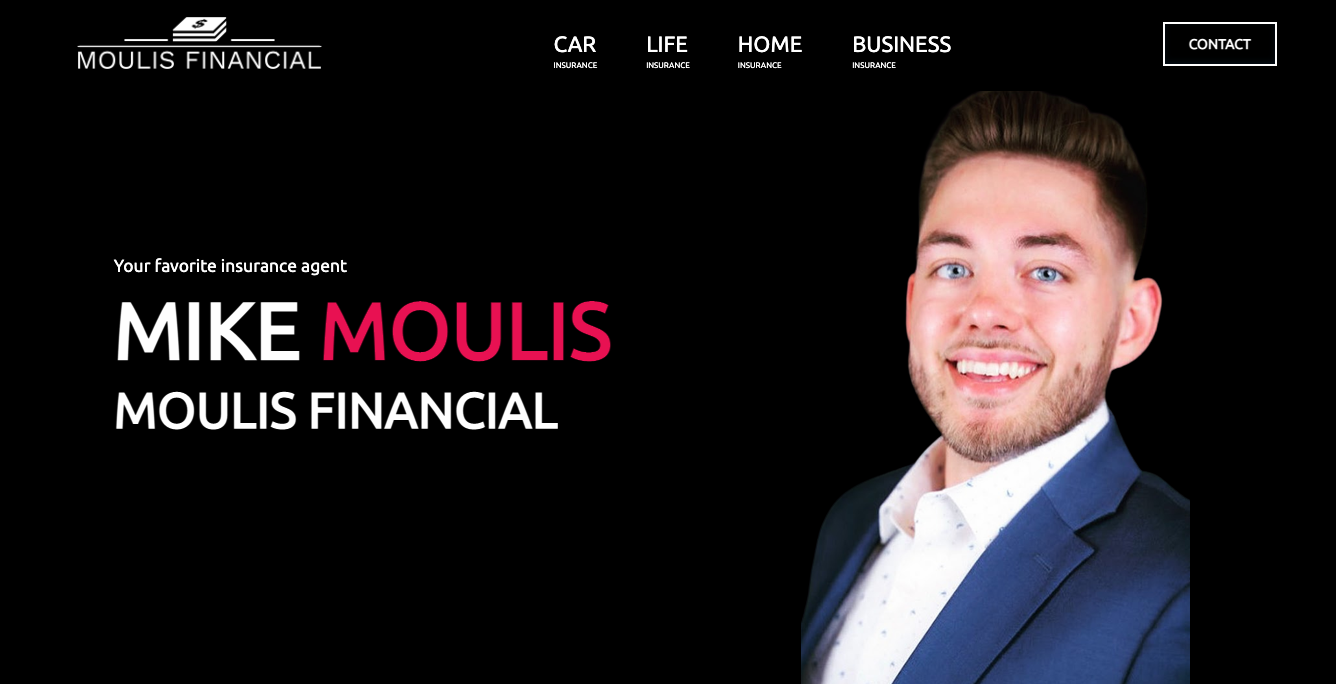 $
MOULIS FINANCIAL
CAR
INSURANCE
LIFE
INSURANCE
HOME
INSURANCE
BUSINESS
INSURANCE
CONTACT
Your favorite insurance agent
MIKE MOULIS
MOULIS FINANCIAL